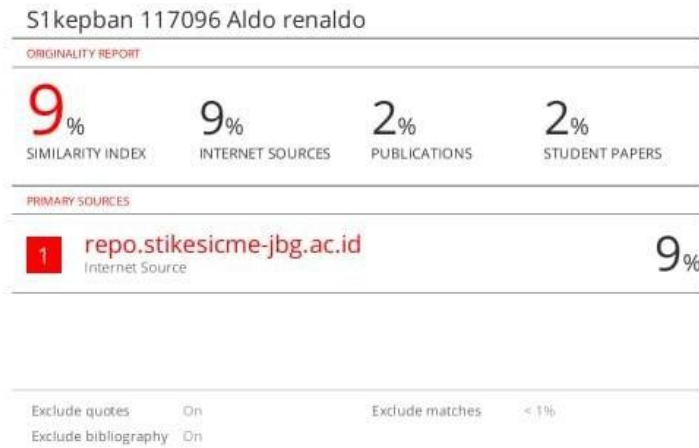 S1kepban 117096 Aldo renaldo
ORIGINALITY REPORT
9% 9% 2% 2%
SIMILARITY INDEX INTERNET SOURCES PUBLICATIONS STUDENT PAPERS
PRIMARY SOURCES
1 repo.stikesicme-jbg.ac.id 9%
Internet Source
Exclude quotes On Exclude matches < 1%
Exclude bibliography On